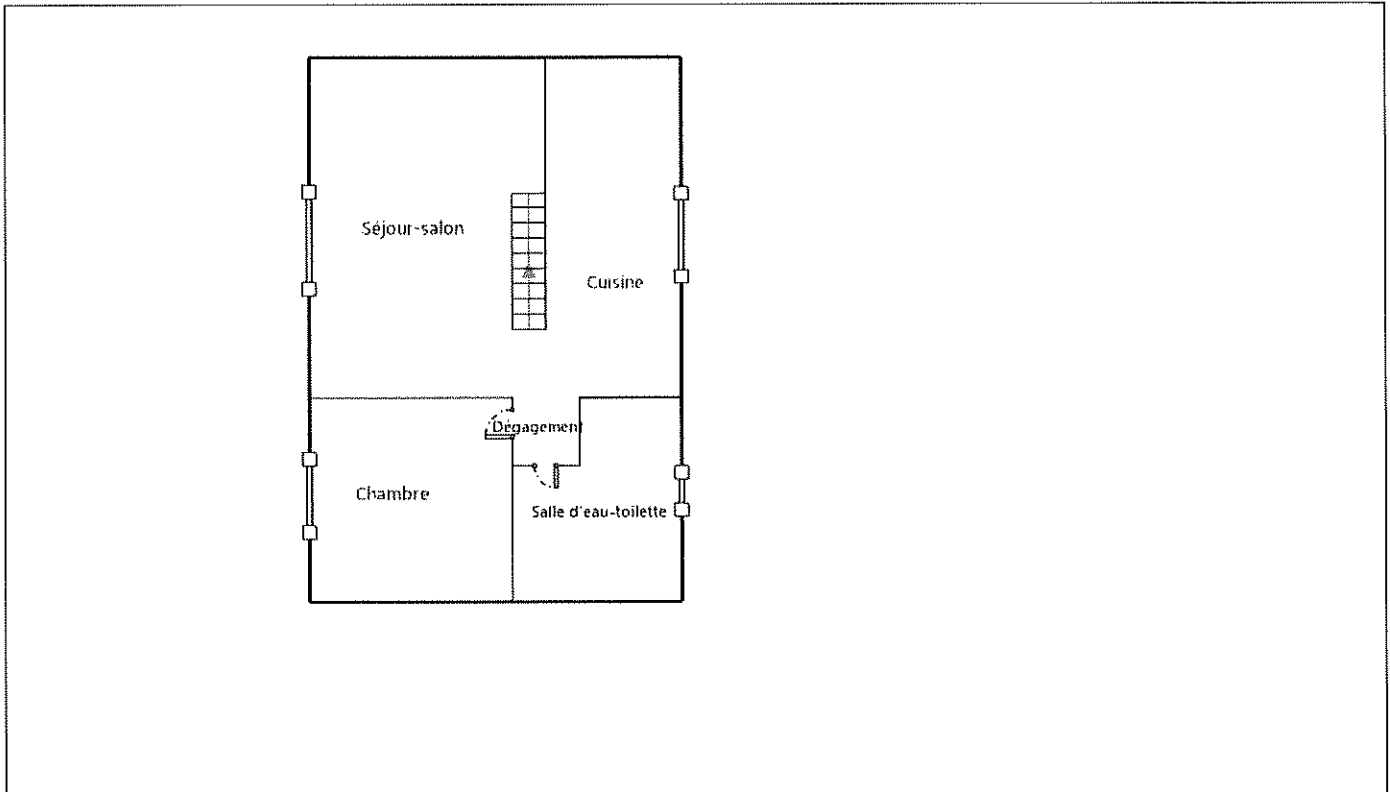 Séjour-salon
Cuisine
Dégagement
Chambre
Salle d'eau-toilette